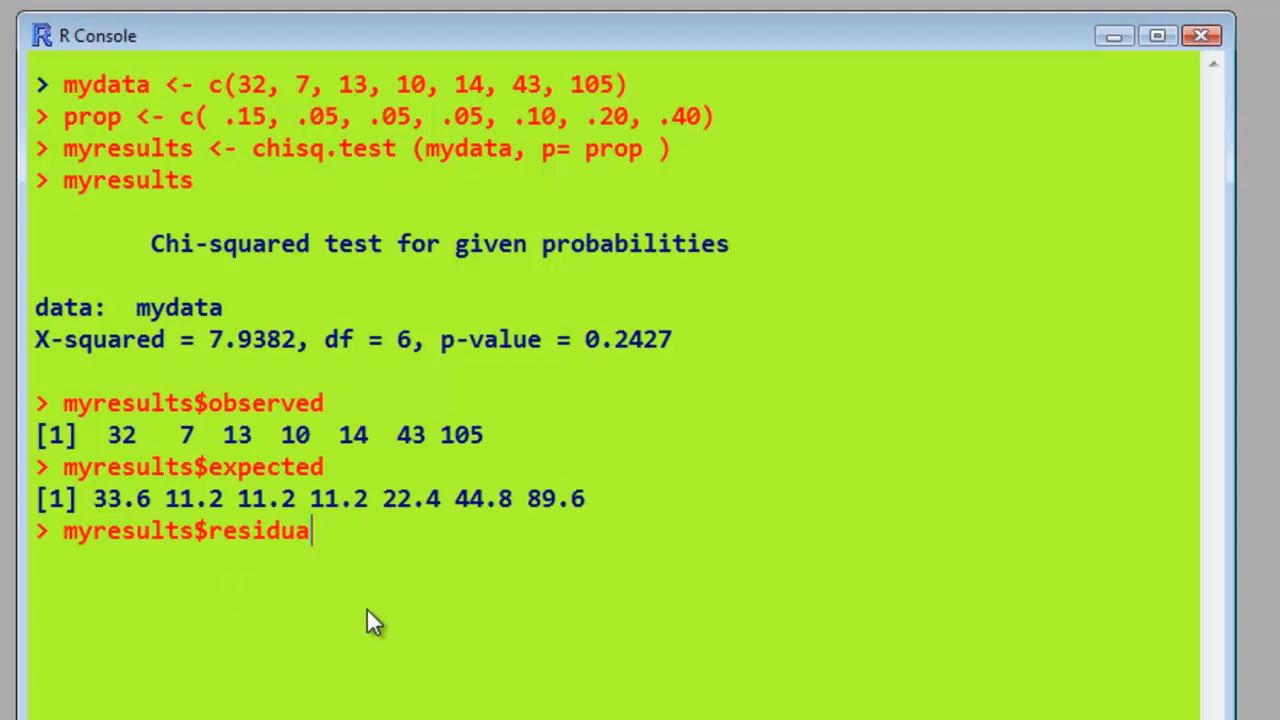 R Console
> mydata <- c(32, 7, 13, 10, 14, 43, 105)
> prop <- c( .15, .05, .05, .05, .10, .20, .40)
> myresults <- chisq.test (mydata, p= prop )
> myresults
Chi-squared test for given probabilities
data:  mydata
X-squared = 7.9382, df = 6, p-value = 0.2427
> myresults$observed
[1]  32   7  13  10  14  43 105
> myresults$expected
[1] 33.6 11.2 11.2 11.2 22.4 44.8 89.6
> myresults$residua